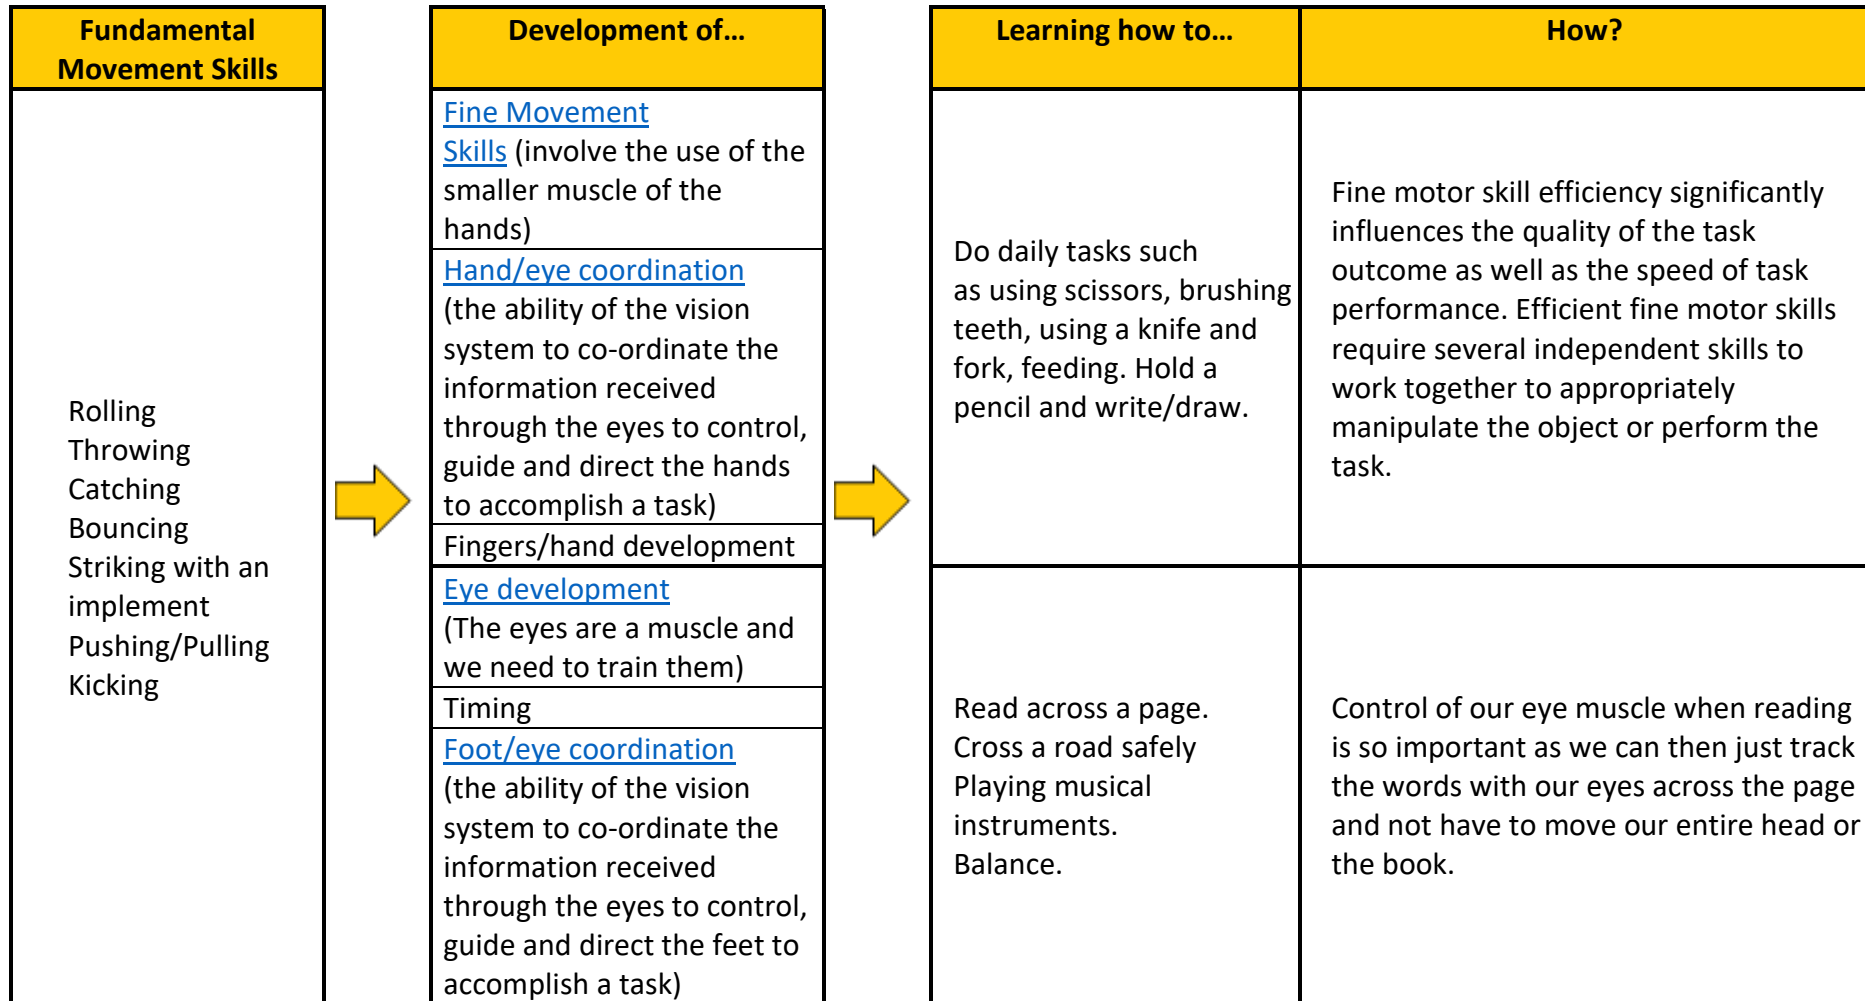 Fundamental
Movement Skills
Rolling
Throwing
Catching
Bouncing
Striking with an
implement
Pushing/Pulling
Kicking
Development of…
Fine Movement
Skills (involve the use of the
smaller muscle of the
hands)
Hand/eye coordination
(the ability of the vision
system to co-ordinate the
information received
through the eyes to control,
guide and direct the hands
to accomplish a task)
Fingers/hand development
Eye development
(The eyes are a muscle and
we need to train them)
Timing
Foot/eye coordination
(the ability of the vision
system to co-ordinate the
information received
through the eyes to control,
guide and direct the feet to
accomplish a task)
Learning how to…
How?
Do daily tasks such
as using scissors, brushing
teeth, using a knife and
fork, feeding. Hold a
pencil and write/draw.
Fine motor skill efficiency significantly
influences the quality of the task
outcome as well as the speed of task
performance. Efficient fine motor skills
require several independent skills to
work together to appropriately
manipulate the object or perform the
task.
Read across a page.
Cross a road safely
Playing musical
instruments.
Balance.
Control of our eye muscle when reading
is so important as we can then just track
the words with our eyes across the page
and not have to move our entire head or
the book.